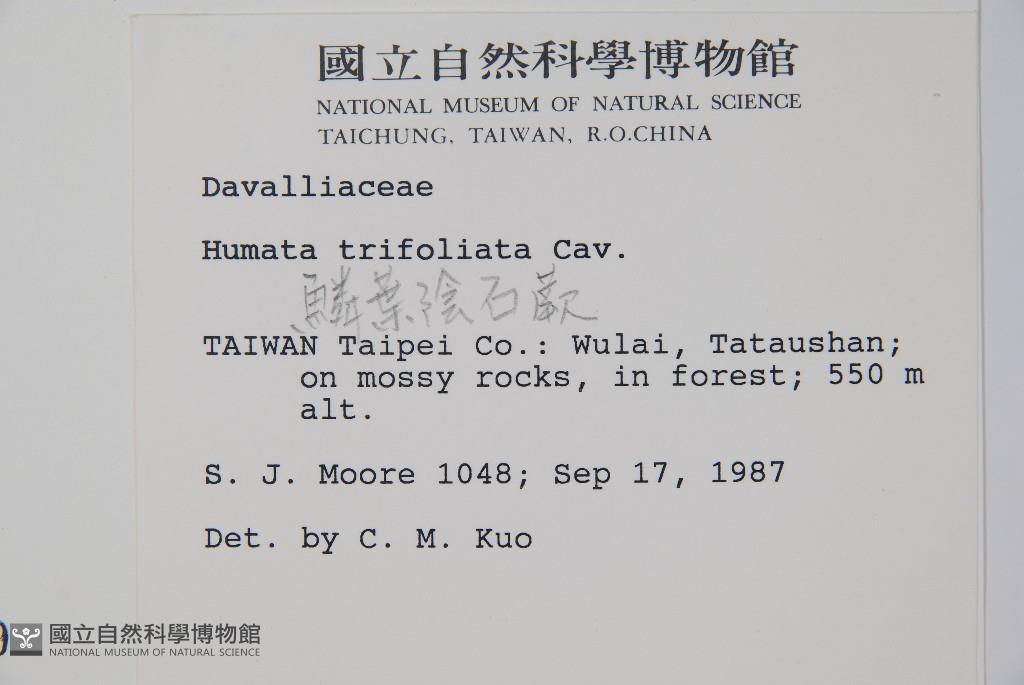 國立自然科學博物館
NATIONAL MUSEUM OF NATURAL SCIENCE
TAICHUNG, TAIWAN, R.O.CHINA
Davalliaceae
Humata trifoliata Cav.
鱗葉陰石蕨
TAIWAN Taipei Co.: Wulai, Tataushan;
on mossy rocks, in forest; 550 m
alt.
S. J. Moore 1048; Sep 17, 1987
Det. by C. M. Kuo
國立自然科學博物館
NATIONAL MUSEUM OF NATURAL SCIENCE